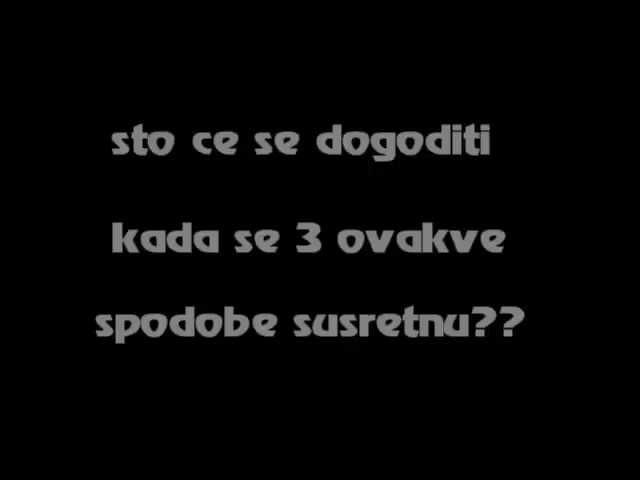 sto ce se dogoditi
kada se 3 ovakve
spodobe susretnu??